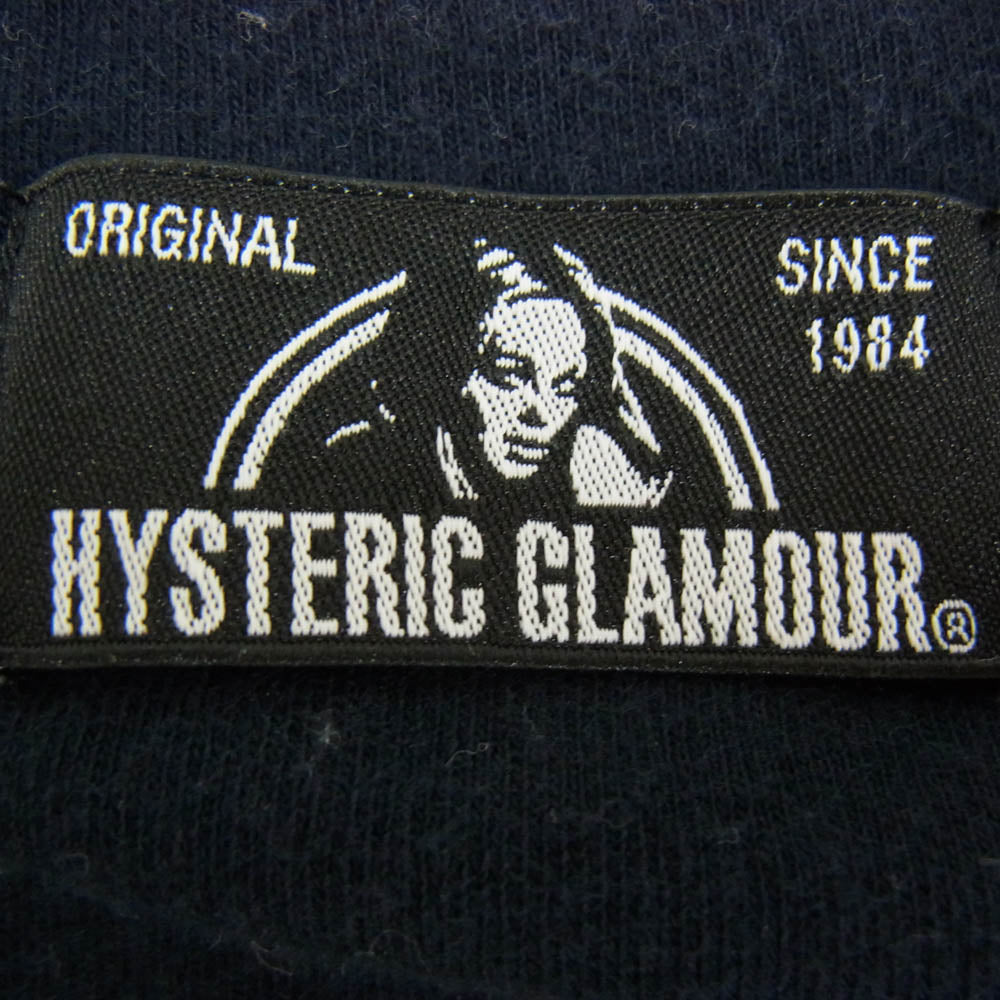 ORIGINAL
SINCE
1984
HYSTERIC GLAMOUR®